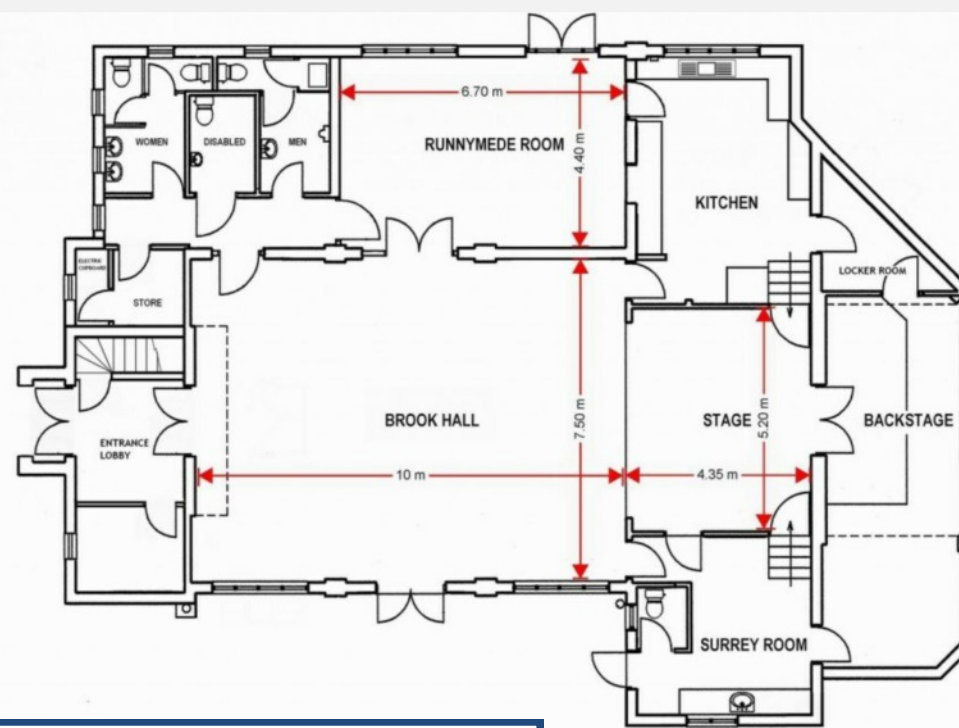 6.70 m
WOMEN
DISABLED
MEN
RUNNYMEDE ROOM
4.40 m
KITCHEN
ELECTRIC
CUPBOARD
LOCKER ROOM
STORE
BROOK HALL
7.50 m
STAGE
5.20 m
BACKSTAGE
ENTRANCE
LOBBY
10 m
4.35 m
SURREY ROOM